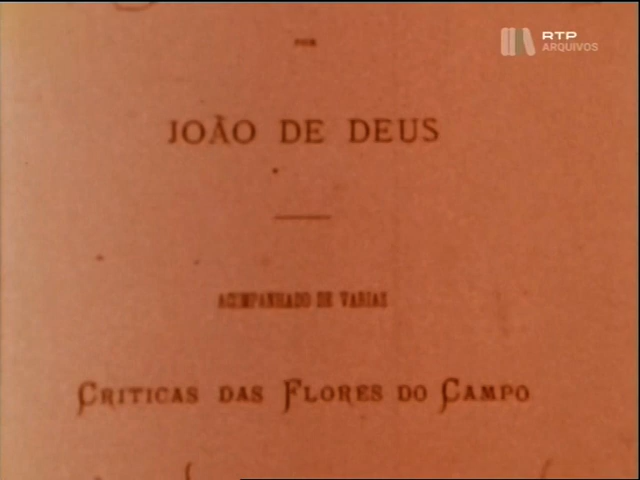 RTP
ARQUIVOS
POR
JOÃO DE DEUS
ACOMPANHADO DE VARIAS
CRITICAS DAS FLORES DO CAMPO